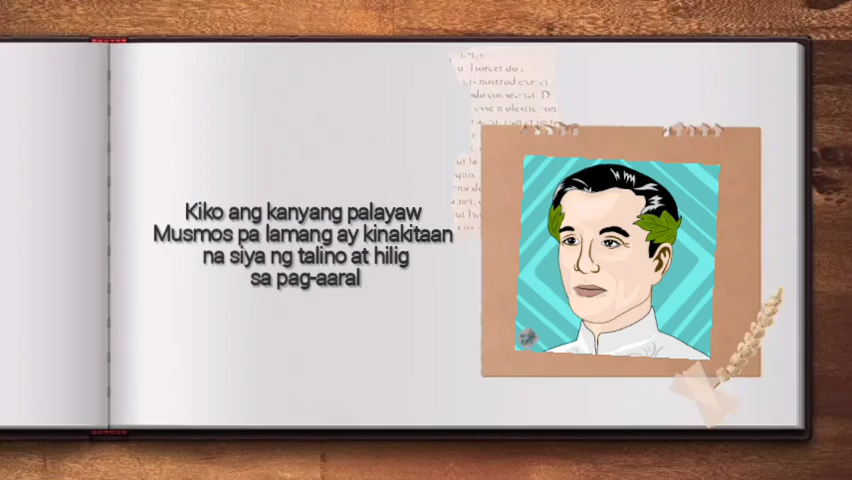 Kiko ang kanyang palayaw
Musmos pa lamang ay kinakitaan
na siya ng talino at hilig
sa pag-aaral